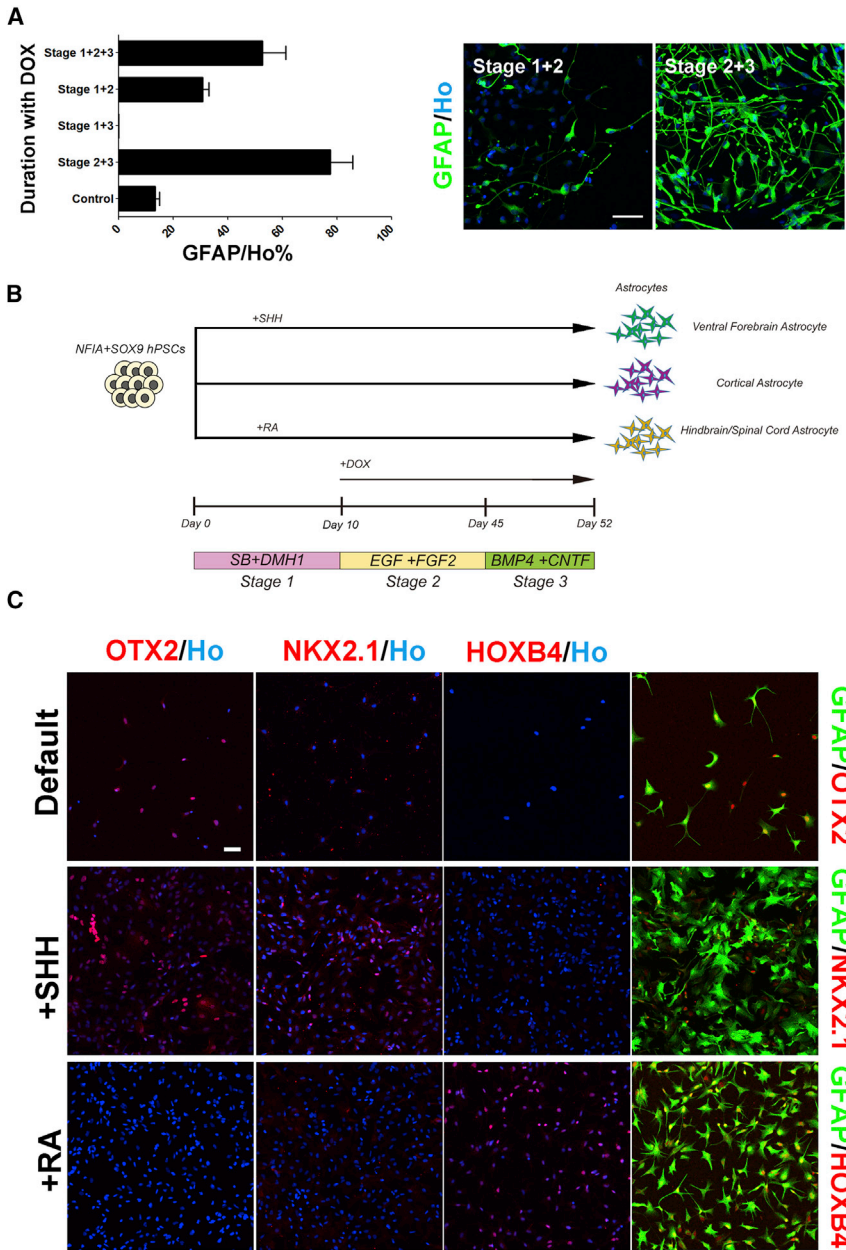 A
Duration with DOX
Stage 1+2+3
Stage 1+2
Stage 1+3
Stage 2+3
Control
0
20
40
60
80
100
GFAP/Ho%
GFAP/Ho
Stage 1+2
Stage 2+3
B
NFIA+SOX9 hPSCs
+SHH
+RA
+DOX
Astrocytes
Ventral Forebrain Astrocyte
Cortical Astrocyte
Hindbrain/Spinal Cord Astrocyte
Day 0
Day 10
Day 45
Day 52
SB+DMH1
EGF +FGF2
BMP4 +CNTF
Stage 1
Stage 2
Stage 3
C
OTX2/Ho
NKX2.1/Ho
HOXB4/Ho
Default
GFAP/OTX2
+SHH
GFAP/NKX2.1
+RA
GFAP/HOXB4